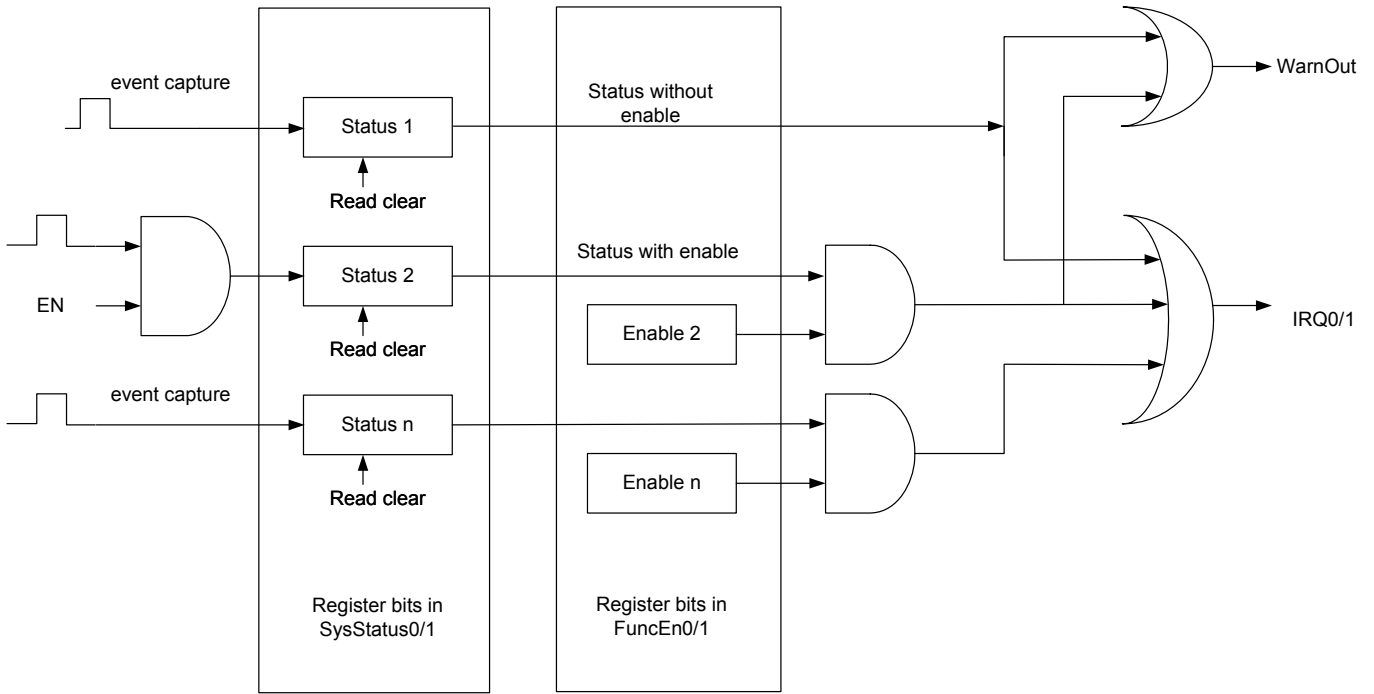 event capture
Status 1
Read clear
Status without
enable
WarnOut
EN
Status 2
Read clear
Status with enable
Enable 2
IRQ0/1
event capture
Status n
Read clear
Enable n
Register bits in
SysStatus0/1
Register bits in
FuncEn0/1